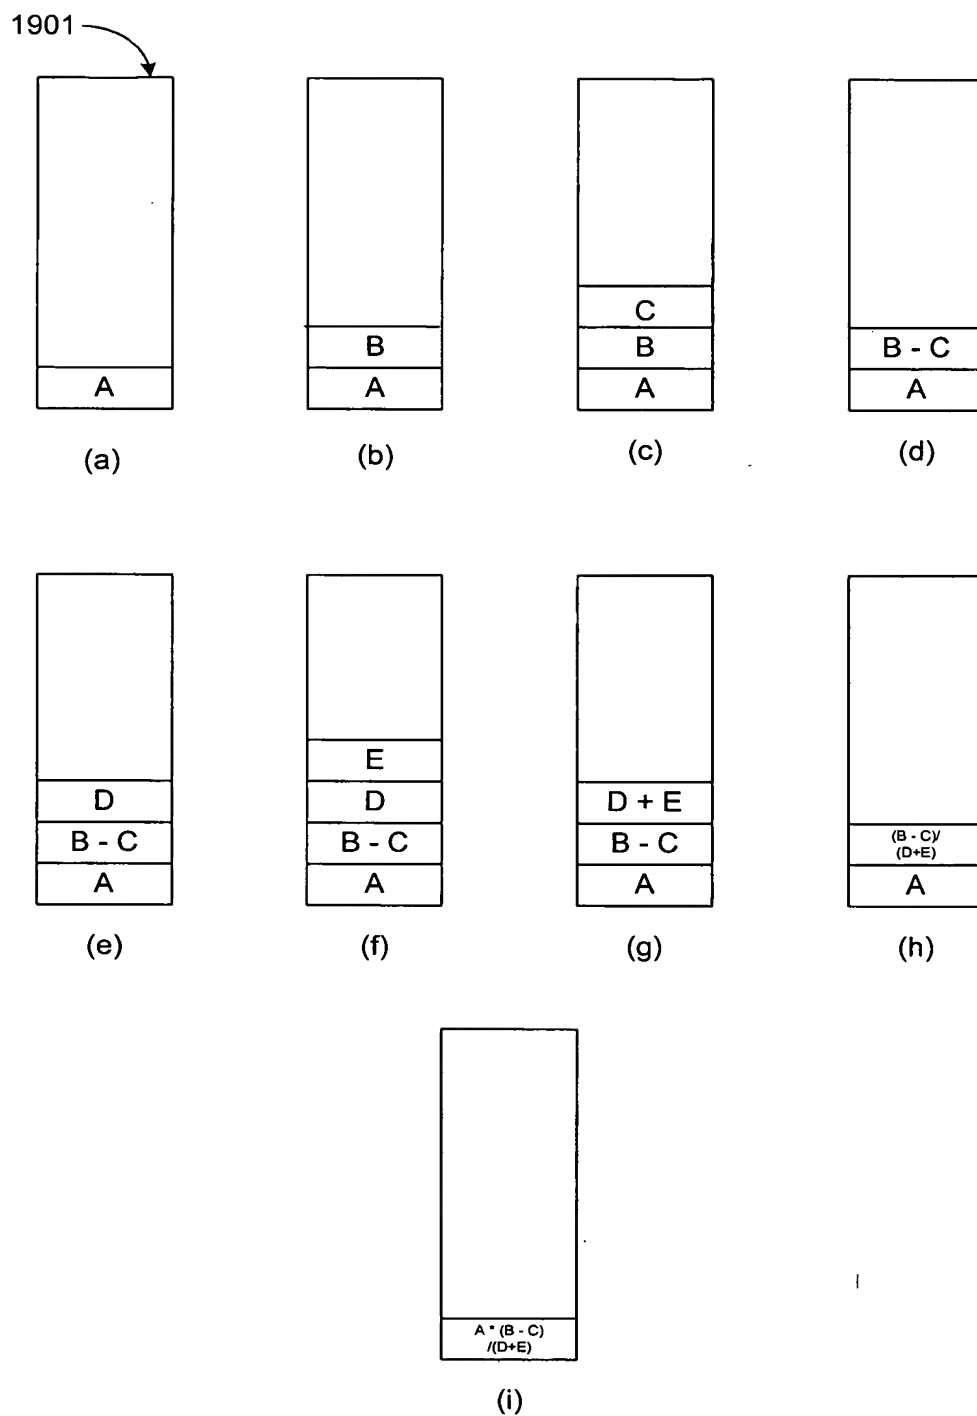 1901
A
(a)
B
A
(b)
C
B
A
(c)
B - C
A
(d)
D
B - C
A
(e)
E
D
B - C
A
(f)
D + E
B - C
A
(g)
(B - C)/
(D+E)
A
(h)
A * (B - C)
/(D+E)
(i)